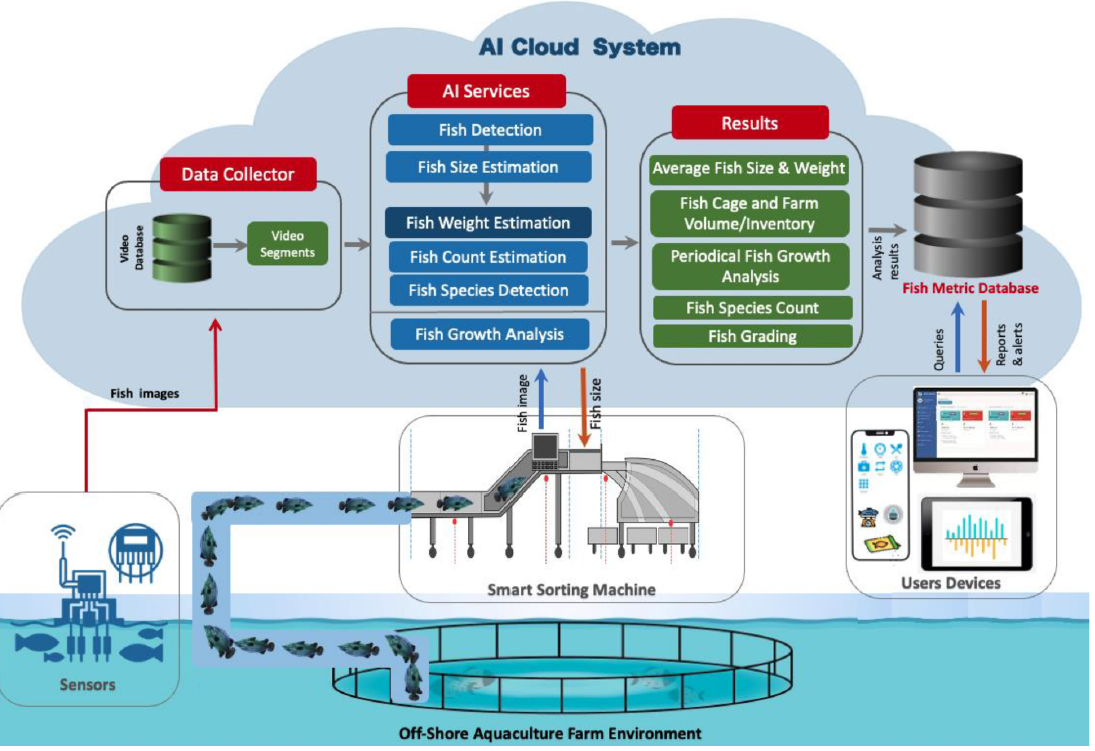 AI Cloud System
AI Services
Fish Detection
Fish Size Estimation
Fish Weight Estimation
Fish Count Estimation
Fish Species Detection
Fish Growth Analysis
Results
Average Fish Size & Weight
Fish Cage and Farm
Volume/Inventory
Periodical Fish Growth
Analysis
Fish Species Count
Fish Grading
Data Collector
Video
Database
Video
Segments
Analysis
results
Fish Metric Database
Queries
Reports
& alerts
Fish images
Fish image
Fish size
Smart Sorting Machine
Users Devices
Sensors
Off-Shore Aquaculture Farm Environment